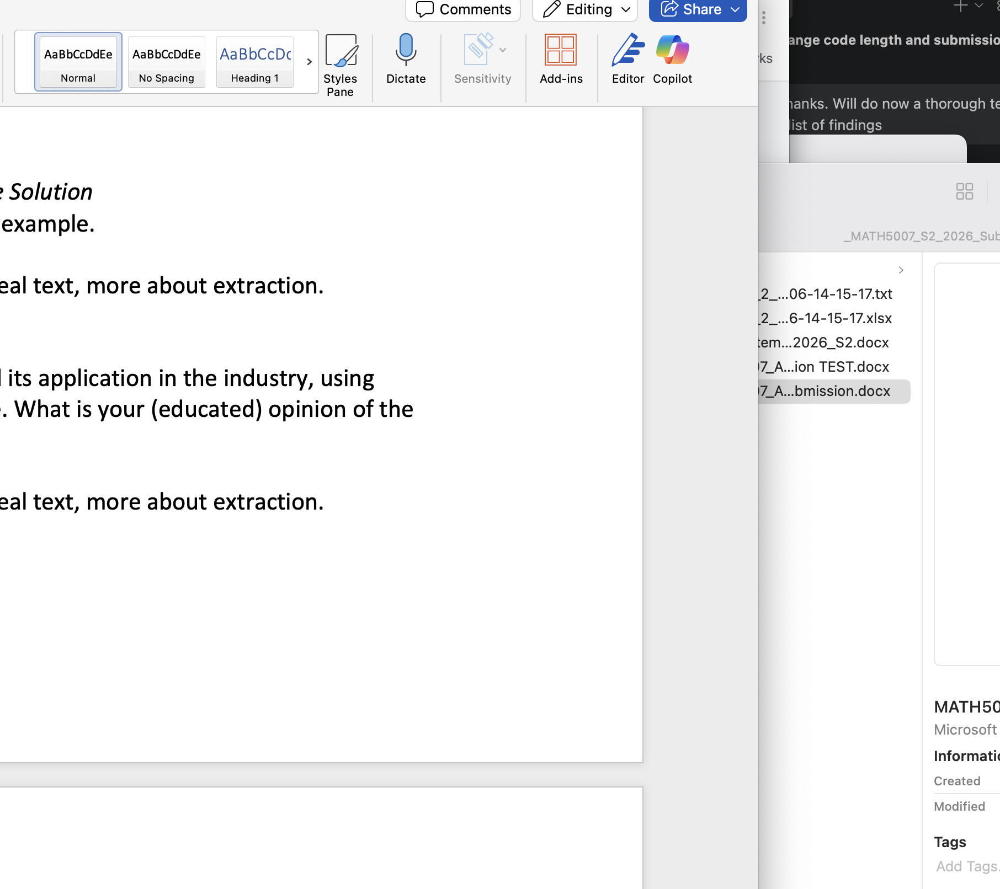 Comments
Editing
Share
AaBbCcDdEe
Normal
AaBbCcDdEe
No Spacing
AaBbCcDc
Heading 1
Styles
Pane
Dictate
Sensitivity
Add-ins
Editor
Copilot
e Solution
example.
eal text, more about extraction.
its application in the industry, using
e. What is your (educated) opinion of the
eal text, more about extraction.
ange code length and submissio
ks
hanks. Will do now a thorough te
list of findings
_MATH5007_S2_2026_Sub
_2_...06-14-15-17.txt
_2_...6-14-15-17.xlsx
tem...2026_S2.docx
07_A...ion TEST.docx
07_A...bmission.docx
MATH50
Microsoft
Informatio
Created
Modified
Tags
Add Tags.